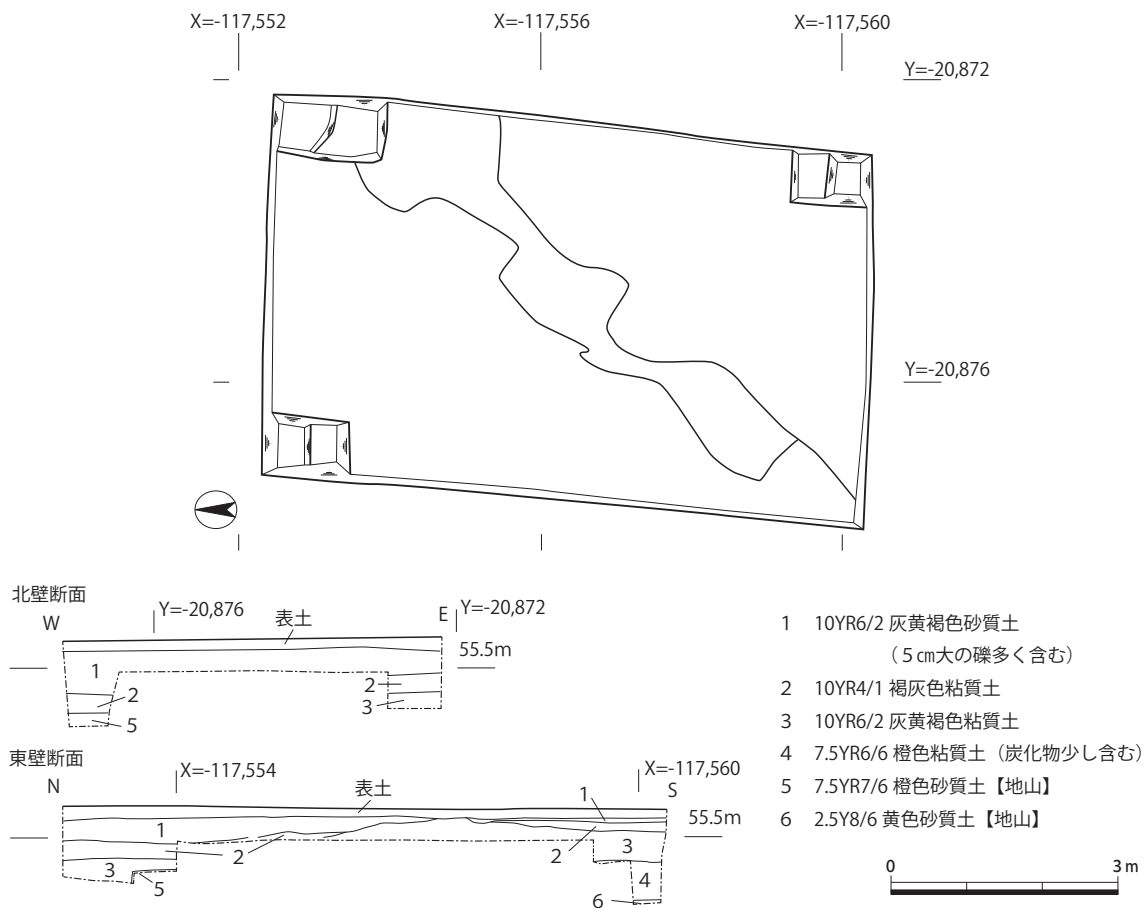 X=-117,552
X=-117,556
X=-117,560
Y=-20,872
Y=-20,876
北壁断面
W
Y=-20,876
表土
E
Y=-20,872
55.5m
1
2
5
2
3
東壁断面
N
X=-117,554
表土
1
X=-117,560
S
55.5m
1
2
3
5
2
3
4
6
1 10YR6/2 灰黄褐色砂質土
（５㎝大の礫多く含む）
2 10YR4/1 褐灰色粘質土
3 10YR6/2 灰黄褐色粘質土
4 7.5YR6/6 橙色粘質土（炭化物少し含む）
5 7.5YR7/6 橙色砂質土【地山】
6 2.5Y8/6 黄色砂質土【地山】
0 3 m